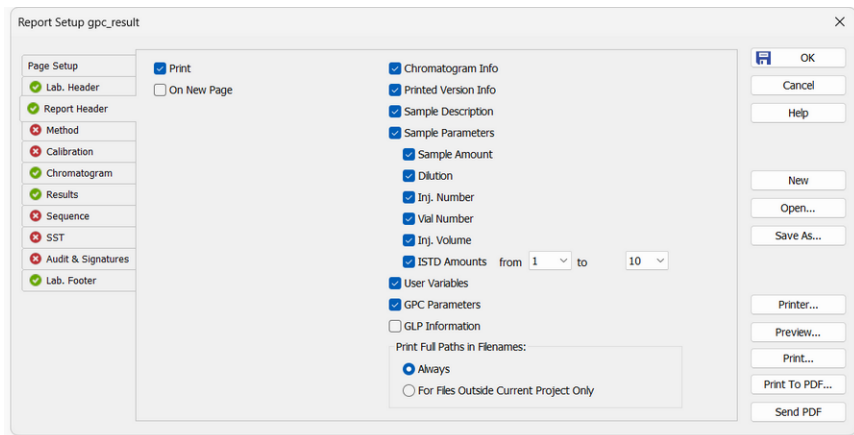 Report Setup gpc_result
Page Setup
Lab. Header
Report Header
Method
Calibration
Chromatogram
Results
Sequence
SST
Audit & Signatures
Lab. Footer
Print
On New Page
Chromatogram Info
Printed Version Info
Sample Description
Sample Parameters
Sample Amount
Dilution
Inj. Number
Vial Number
Inj. Volume
ISTD Amounts from 1 to 10
User Variables
GPC Parameters
GLP Information
Print Full Paths in Filenames:
Always
For Files Outside Current Project Only
OK
Cancel
Help
New
Open...
Save As...
Printer...
Preview...
Print...
Print To PDF...
Send PDF